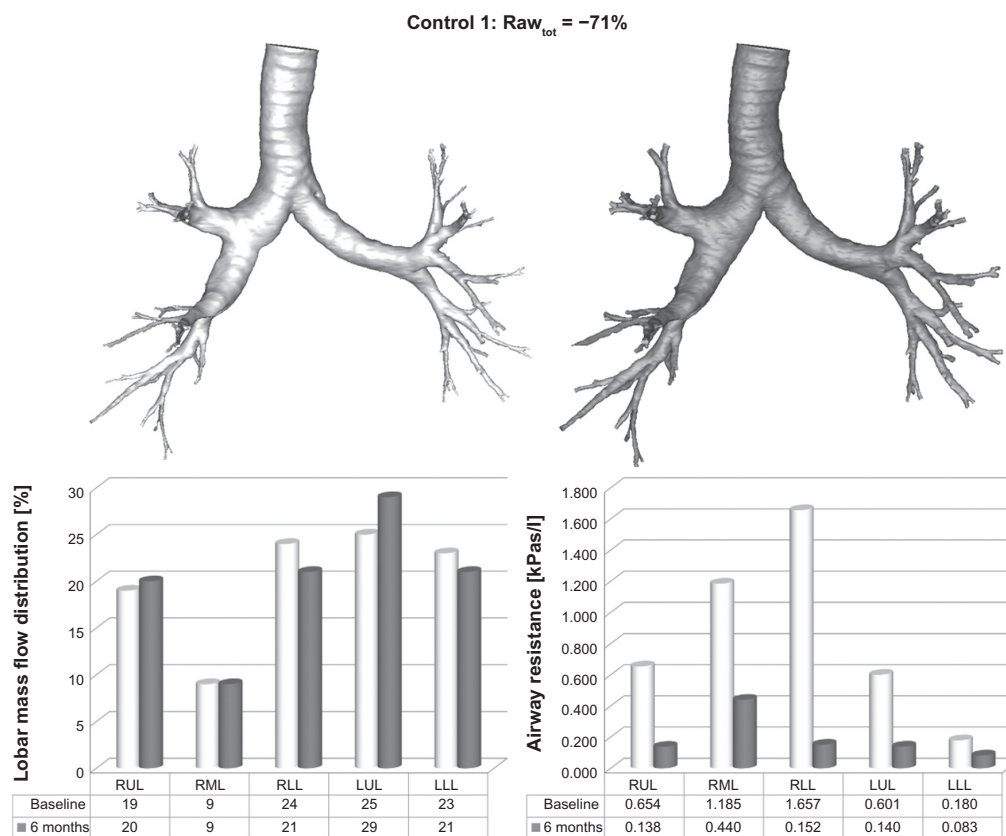 Control 1: Raw_tot = −71%
Lobar mass flow distribution [%]
30
25
20
15
10
5
0
RUL RML RLL LUL LLL
Baseline 19 9 24 25 23
6 months 20 9 21 29 21
Airway resistance [kPas/l]
1.800
1.600
1.400
1.200
1.000
0.800
0.600
0.400
0.200
0.000
RUL RML RLL LUL LLL
Baseline 0.654 1.185 1.657 0.601 0.180
6 months 0.138 0.440 0.152 0.140 0.083